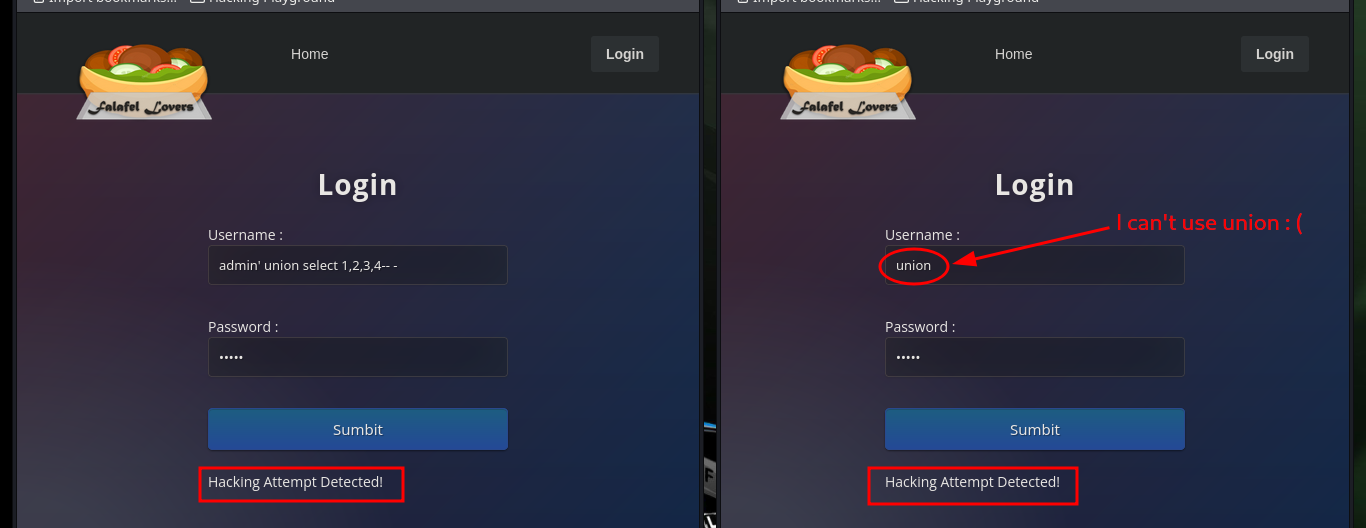 Import bookmarks... Hacking Playground
Home
Login
Falafel Lovers
Login
Username :
admin' union select 1,2,3,4-- -
Password :
•••••
Sumbit
Hacking Attempt Detected!
Import bookmarks... Hacking Playground
Home
Login
Falafel Lovers
Login
I can't use union : (
Username :
union
Password :
•••••
Sumbit
Hacking Attempt Detected!